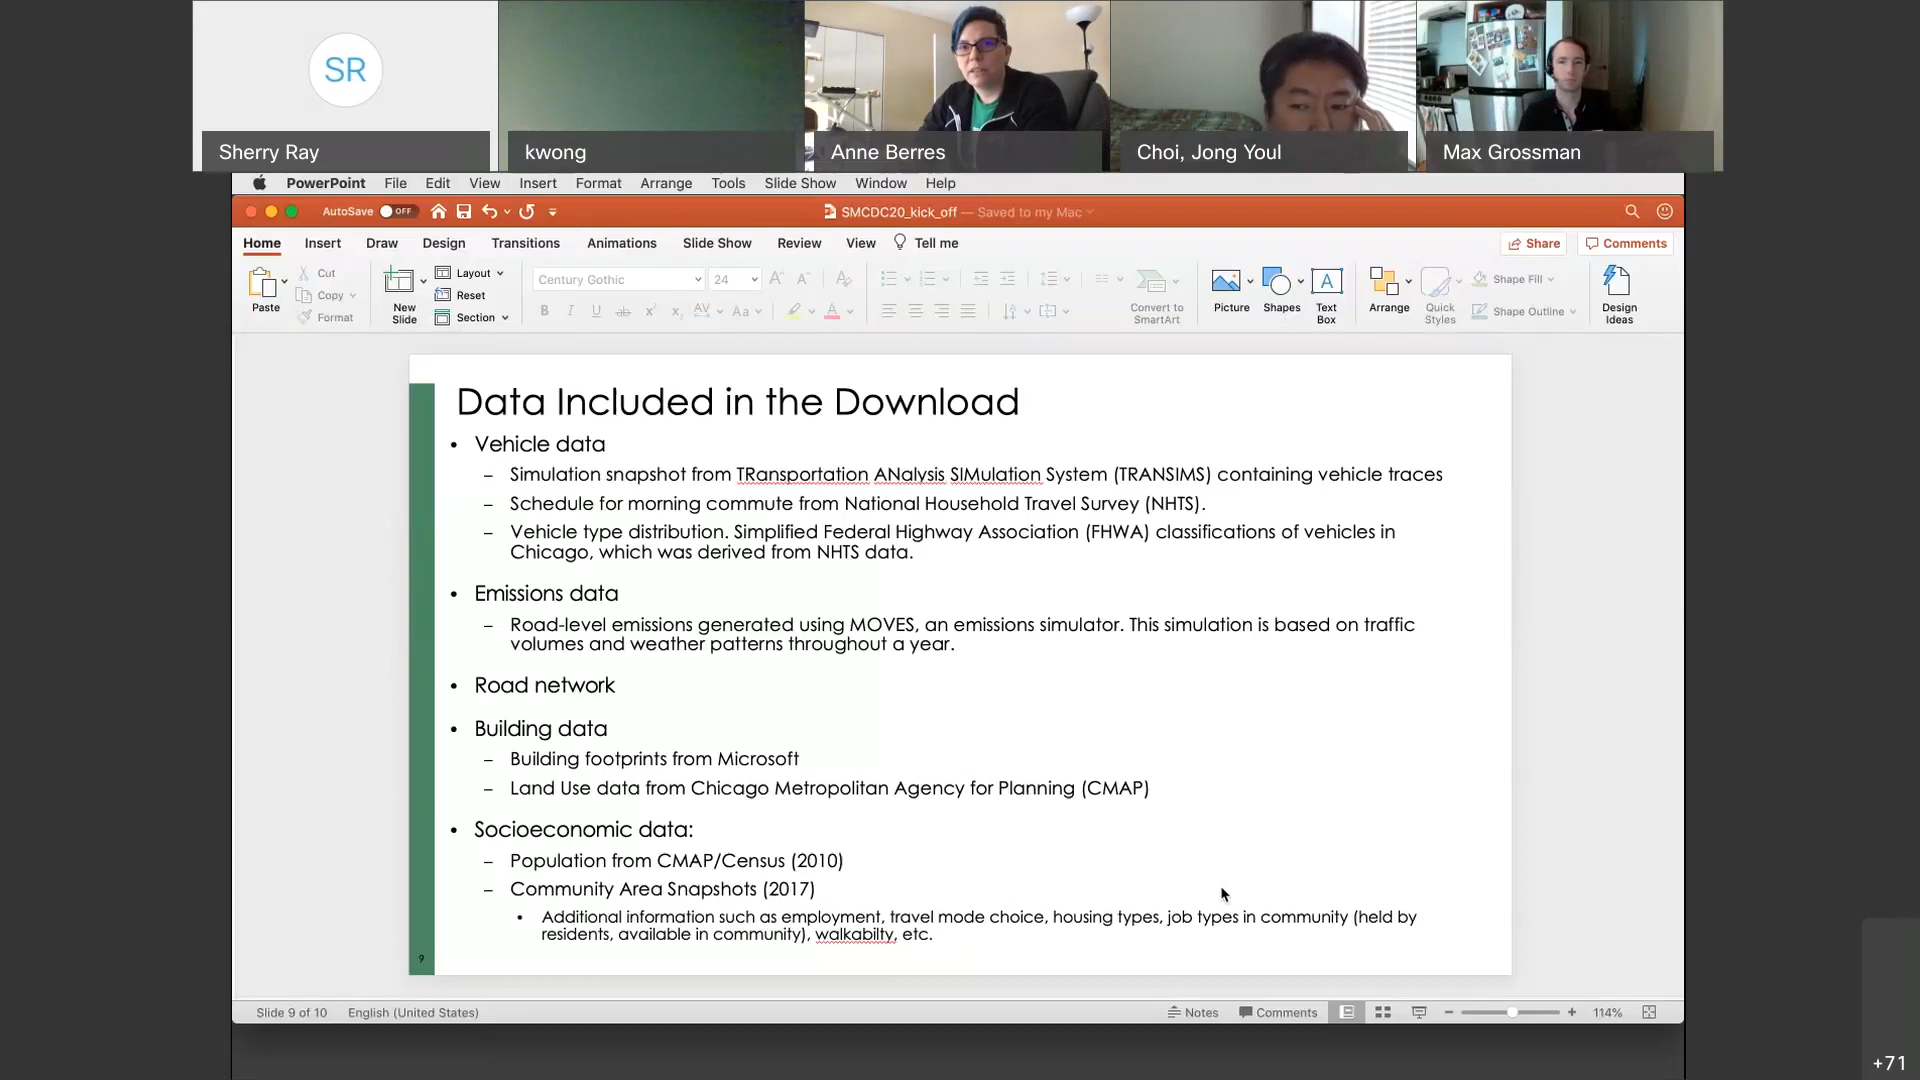 SR
Sherry Ray
kwong
Anne Berres
Choi, Jong Youl
Max Grossman
PowerPoint File Edit View Insert Format Arrange Tools Slide Show Window Help
AutoSave OFF
SMCDC20_kick_off — Saved to my Mac
Home Insert Draw Design Transitions Animations Slide Show Review View Tell me
Share Comments
Paste
Cut
Copy
Format
New
Slide
Layout
Reset
Section
Century Gothic 24
Convert to
SmartArt
Picture
Shapes
Text
Box
Arrange
Quick
Styles
Shape Fill
Shape Outline
Design
Ideas
Data Included in the Download
• Vehicle data
– Simulation snapshot from TRansportation ANalysis SIMulation System (TRANSIMS) containing vehicle traces
– Schedule for morning commute from National Household Travel Survey (NHTS).
– Vehicle type distribution. Simplified Federal Highway Association (FHWA) classifications of vehicles in
Chicago, which was derived from NHTS data.
• Emissions data
– Road-level emissions generated using MOVES, an emissions simulator. This simulation is based on traffic
volumes and weather patterns throughout a year.
• Road network
• Building data
– Building footprints from Microsoft
– Land Use data from Chicago Metropolitan Agency for Planning (CMAP)
• Socioeconomic data:
– Population from CMAP/Census (2010)
– Community Area Snapshots (2017)
• Additional information such as employment, travel mode choice, housing types, job types in community (held by
residents, available in community), walkabilty, etc.
9
Slide 9 of 10 English (United States)
Notes Comments 114%
+71